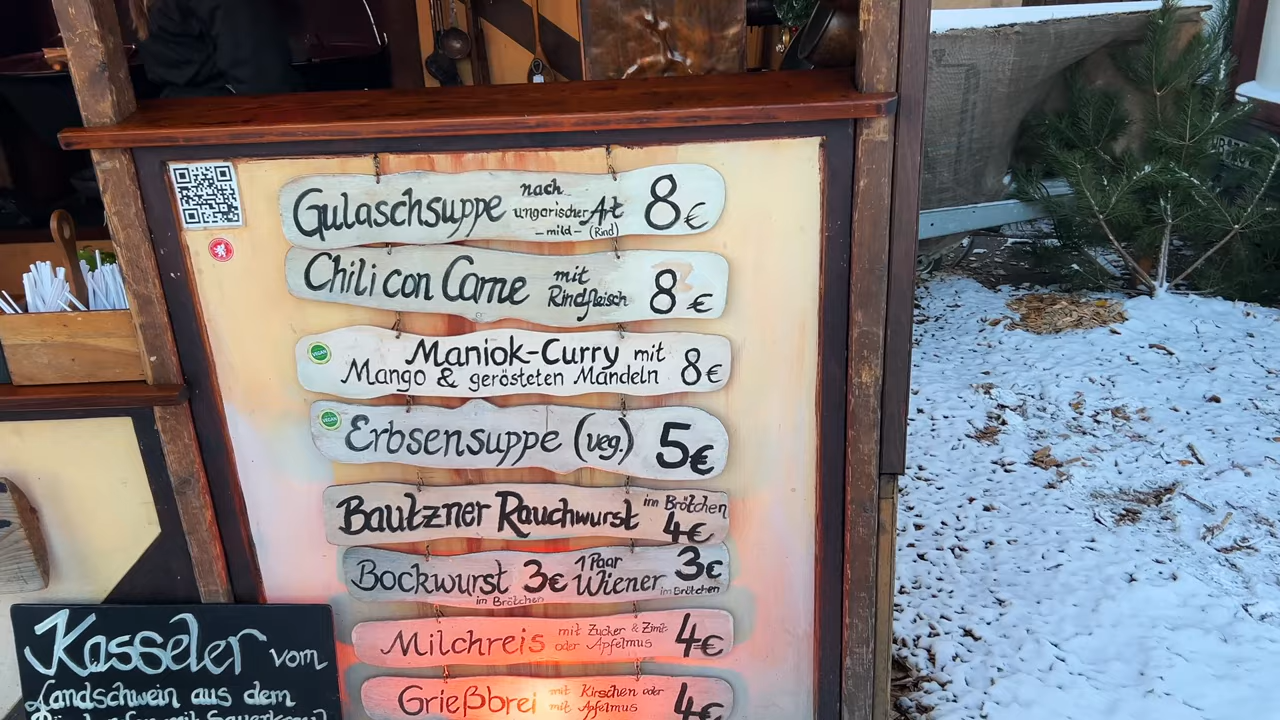 Gulaschsuppe nach ungarischer Art - mild - (Rind) 8 €
Chili con Carne mit Rindfleisch 8 €
VEGAN Maniok-Curry mit
Mango & gerösteten Mandeln 8 €
VEGAN Erbsensuppe (veg.) 5 €
Bautzner Rauchwurst im Brötchen 4 €
Bockwurst 3 € im Brötchen 1 Paar Wiener 3 € im Brötchen
Milchreis mit Zucker & Zimt oder Apfelmus 4 €
Grießbrei mit Kirschen oder mit Apfelmus 4 €
Kasseler vom
Landschwein aus dem